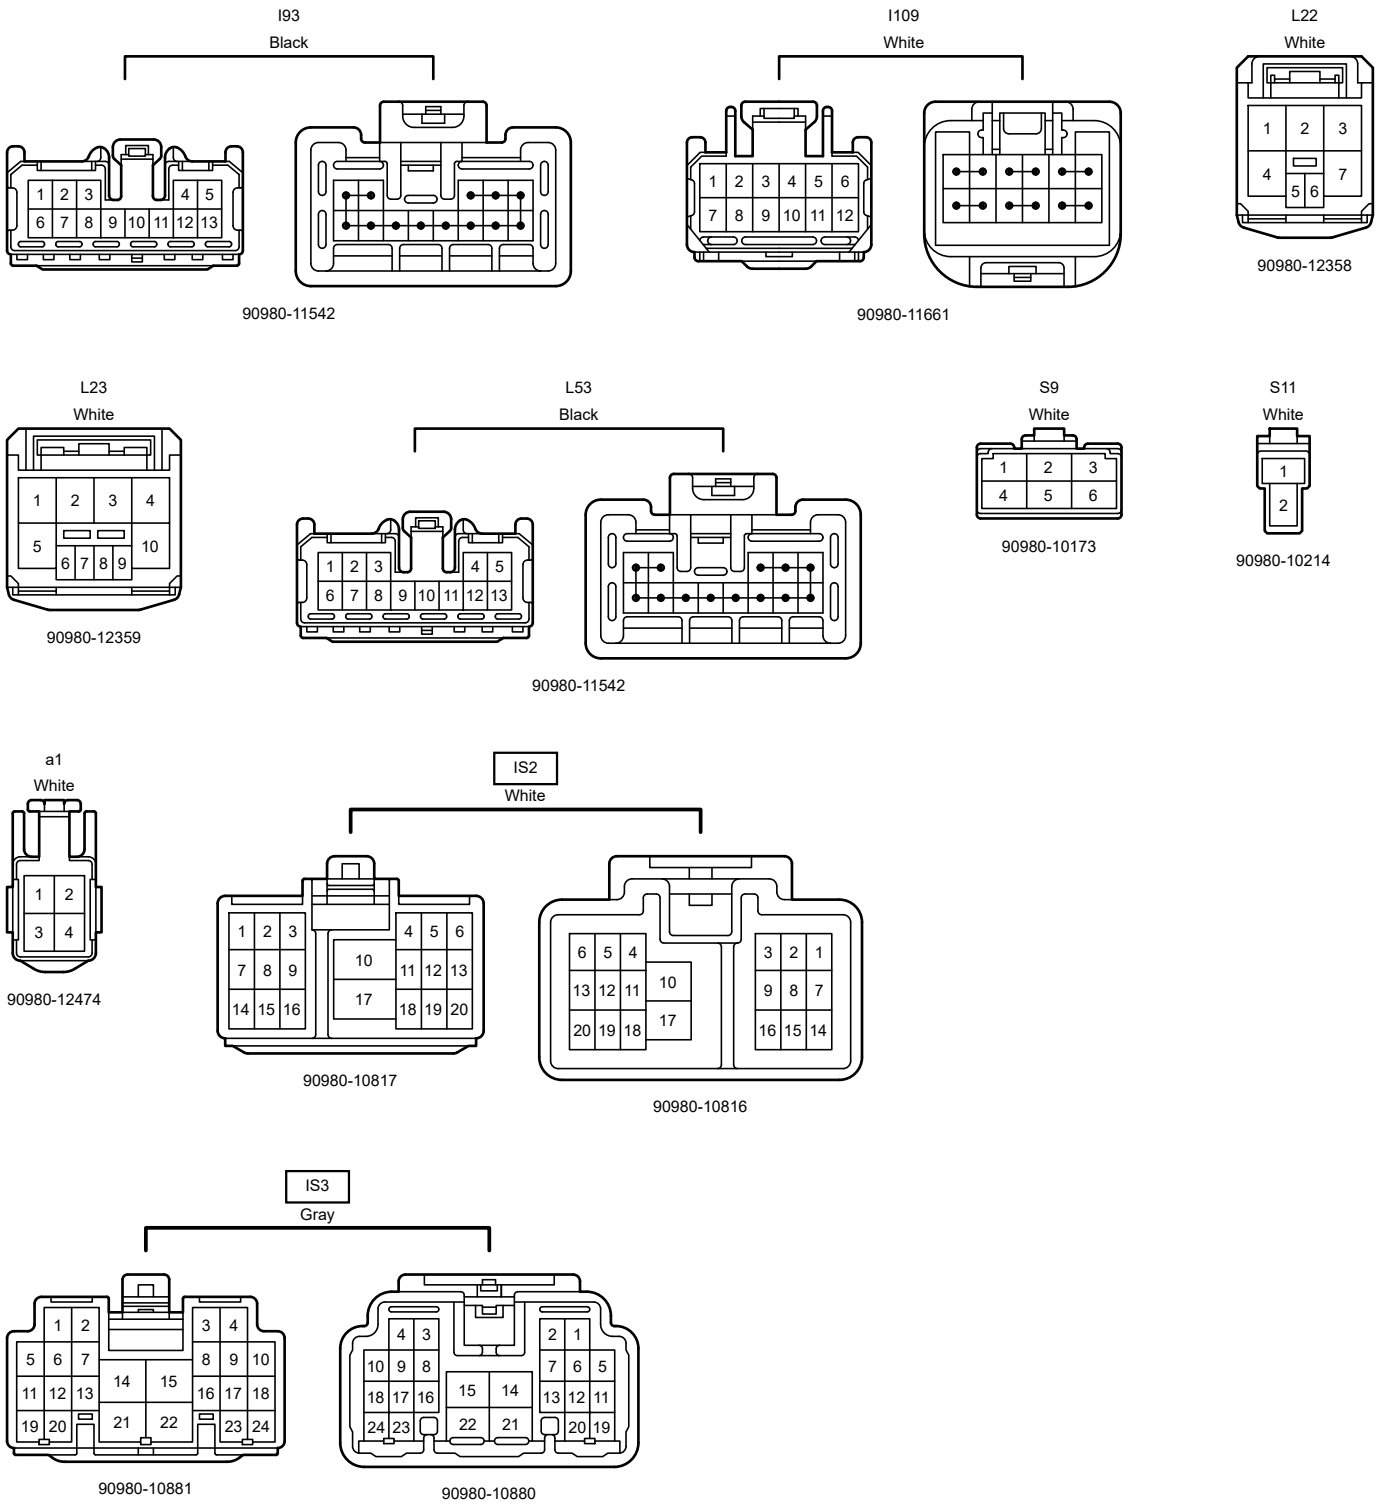 I93
Black
1 2 3 4 5
6 7 8 9 10 11 12 13
90980-11542
I109
White
1 2 3 4 5 6
7 8 9 10 11 12
90980-11661
L22
White
1 2 3
4 7
5 6
90980-12358
L23
White
1 2 3 4
5 10
6 7 8 9
90980-12359
L53
Black
1 2 3 4 5
6 7 8 9 10 11 12 13
90980-11542
S9
White
1 2 3
4 5 6
90980-10173
S11
White
1
2
90980-10214
a1
White
1 2
3 4
90980-12474
IS2
White
1 2 3 4 5 6
7 8 9 10 11 12 13
14 15 16 17 18 19 20
90980-10817
6 5 4 3 2 1
13 12 11 10 9 8 7
20 19 18 17 16 15 14
90980-10816
IS3
Gray
1 2 3 4
5 6 7 8 9 10
11 12 13 14 15 16 17 18
19 20 21 22 23 24
90980-10881
4 3 2 1
10 9 8 7 6 5
18 17 16 15 14 13 12 11
24 23 22 21 20 19
90980-10880